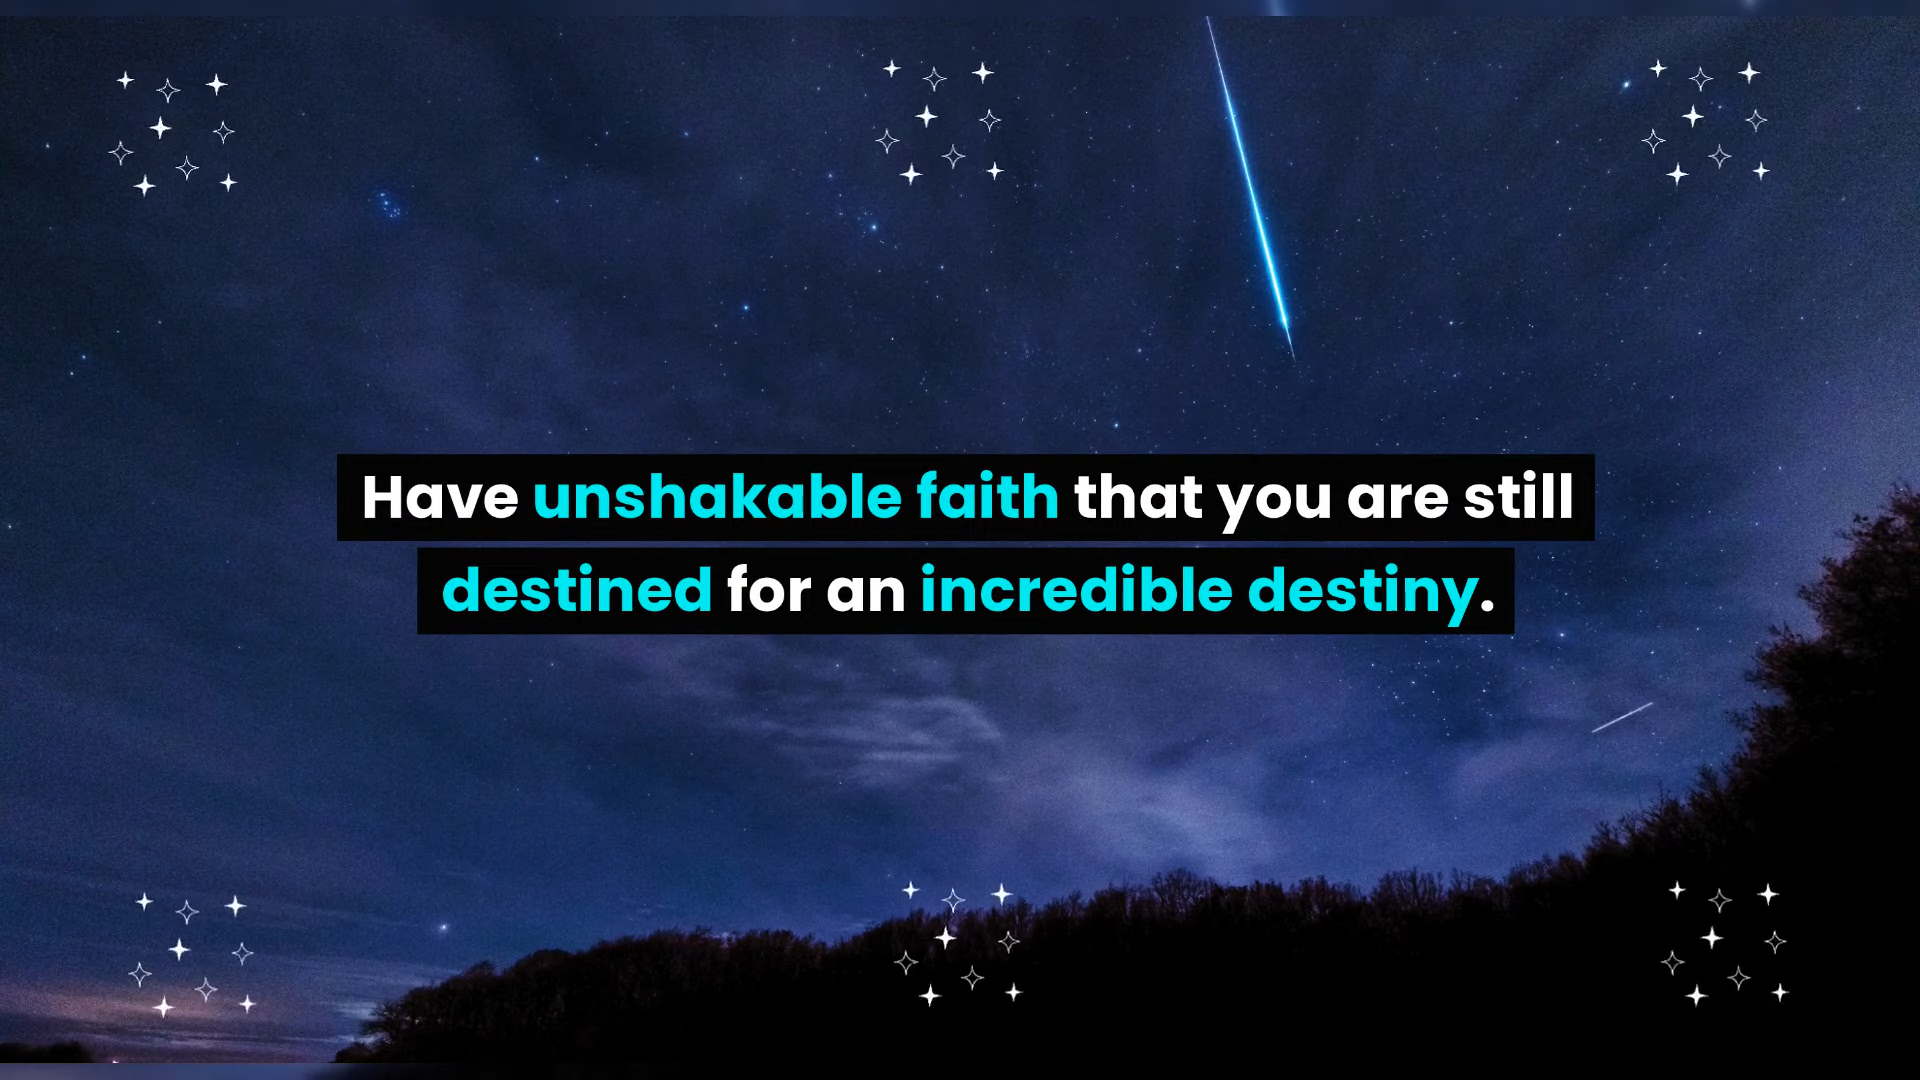 Have unshakable faith that you are still
destined for an incredible destiny.